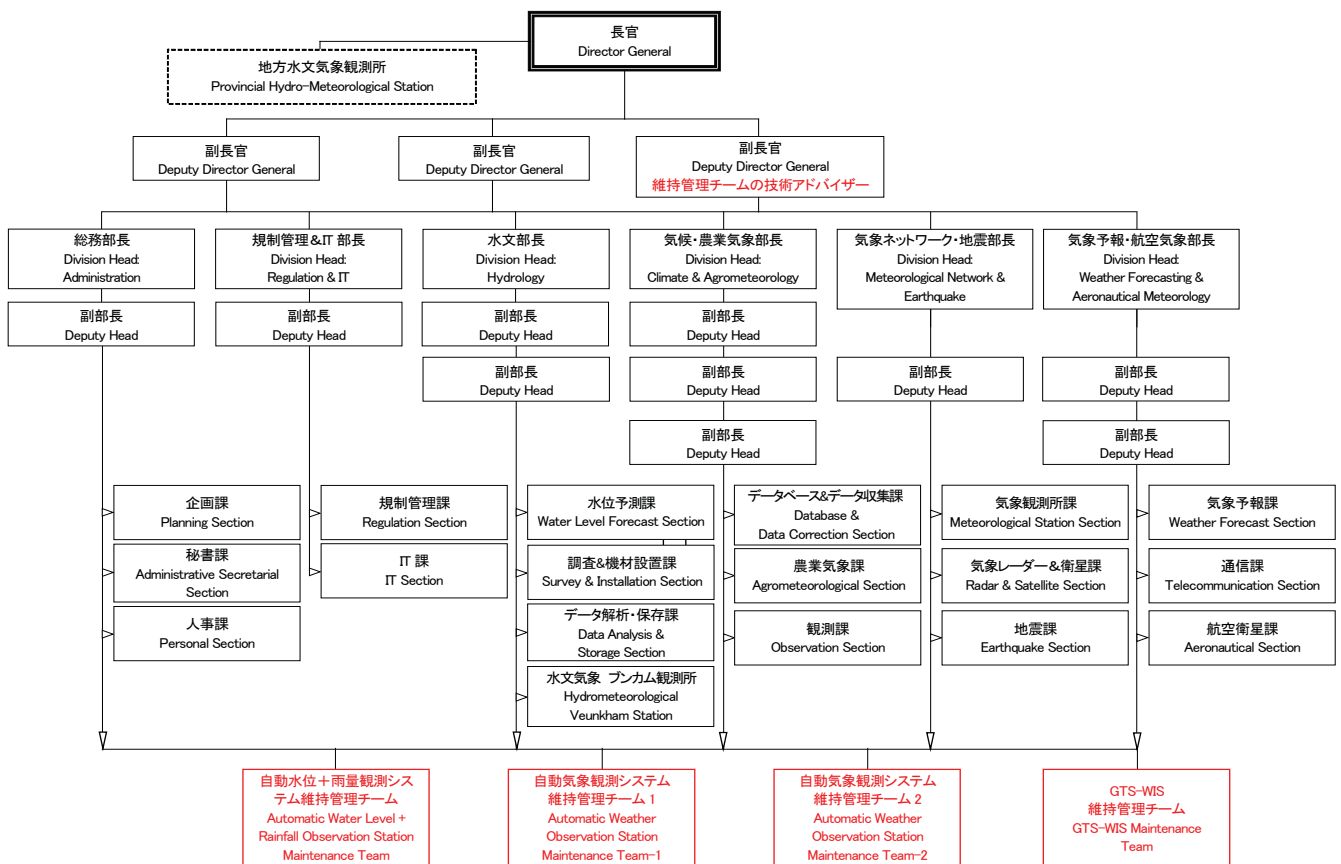 長官
Director General
地方水文気象観測所
Provincial Hydro-Meteorological Station
副長官
Deputy Director General
副長官
Deputy Director General
副長官
Deputy Director General
維持管理チームの技術アドバイザー
総務部長
Division Head:
Administration
規制管理&IT 部長
Division Head:
Regulation & IT
水文部長
Division Head:
Hydrology
気候・農業気象部長
Division Head:
Climate & Agrometeorology
気象ネットワーク・地震部長
Division Head:
Meteorological Network &
Earthquake
気象予報・航空気象部長
Division Head:
Weather Forecasting &
Aeronautical Meteorology
副部長
Deputy Head
副部長
Deputy Head
副部長
Deputy Head
副部長
Deputy Head
副部長
Deputy Head
副部長
Deputy Head
副部長
Deputy Head
副部長
Deputy Head
副部長
Deputy Head
副部長
Deputy Head
企画課
Planning Section
秘書課
Administrative Secretarial
Section
人事課
Personal Section
規制管理課
Regulation Section
IT 課
IT Section
水位予測課
Water Level Forecast Section
調査&機材設置課
Survey & Installation Section
データ解析・保存課
Data Analysis &
Storage Section
水文気象 ブンカム観測所
Hydrometeorological
Veunkham Station
データベース&データ収集課
Database &
Data Correction Section
農業気象課
Agrometeorological Section
観測課
Observation Section
気象観測所課
Meteorological Station Section
気象レーダー&衛星課
Radar & Satellite Section
地震課
Earthquake Section
気象予報課
Weather Forecast Section
通信課
Telecommunication Section
航空衛星課
Aeronautical Section
自動水位+雨量観測シス
テム維持管理チーム
Automatic Water Level +
Rainfall Observation Station
Maintenance Team
自動気象観測システム
維持管理チーム 1
Automatic Weather
Observation Station
Maintenance Team-1
自動気象観測システム
維持管理チーム 2
Automatic Weather
Observation Station
Maintenance Team-2
GTS-WIS
維持管理チーム
GTS-WIS Maintenance
Team